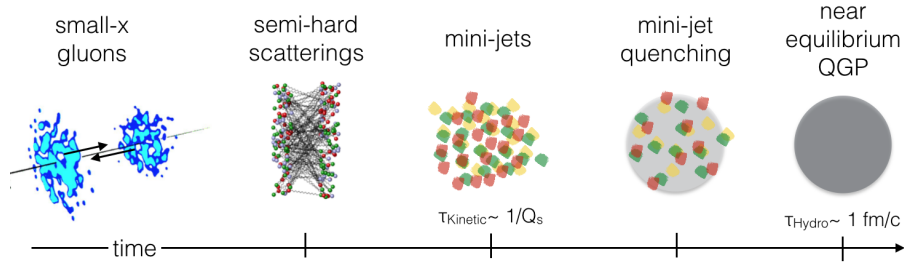 small-x
gluons
semi-hard
scatterings
mini-jets
mini-jet
quenching
near
equilibrium
QGP
τKinetic~ 1/Qs
τHydro~ 1 fm/c
time